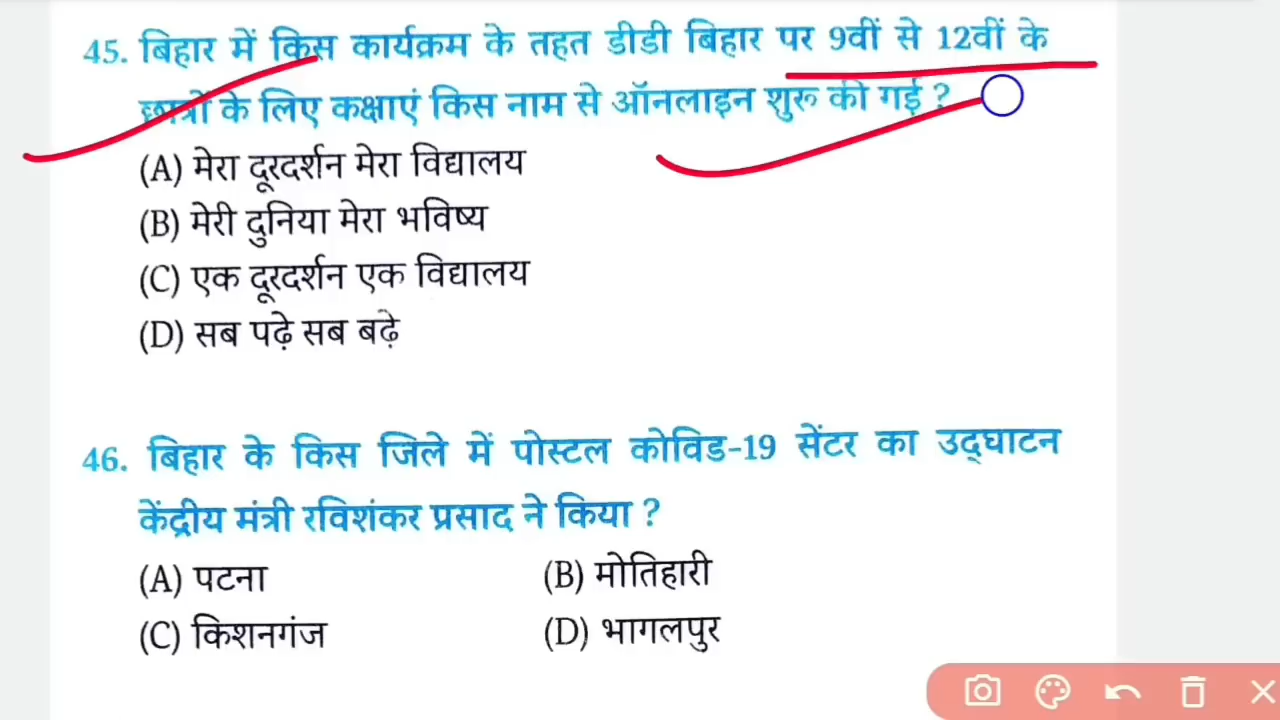 45. बिहार में किस कार्यक्रम के तहत डीडी बिहार पर 9वीं से 12वीं के
छात्रों के लिए कक्षाएं किस नाम से ऑनलाइन शुरू की गई ?
(A) मेरा दूरदर्शन मेरा विद्यालय
(B) मेरी दुनिया मेरा भविष्य
(C) एक दूरदर्शन एक विद्यालय
(D) सब पढ़े सब बढ़े
46. बिहार के किस जिले में पोस्टल कोविड-19 सेंटर का उद्घाटन
केंद्रीय मंत्री रविशंकर प्रसाद ने किया ?
(A) पटना (B) मोतिहारी
(C) किशनगंज (D) भागलपुर